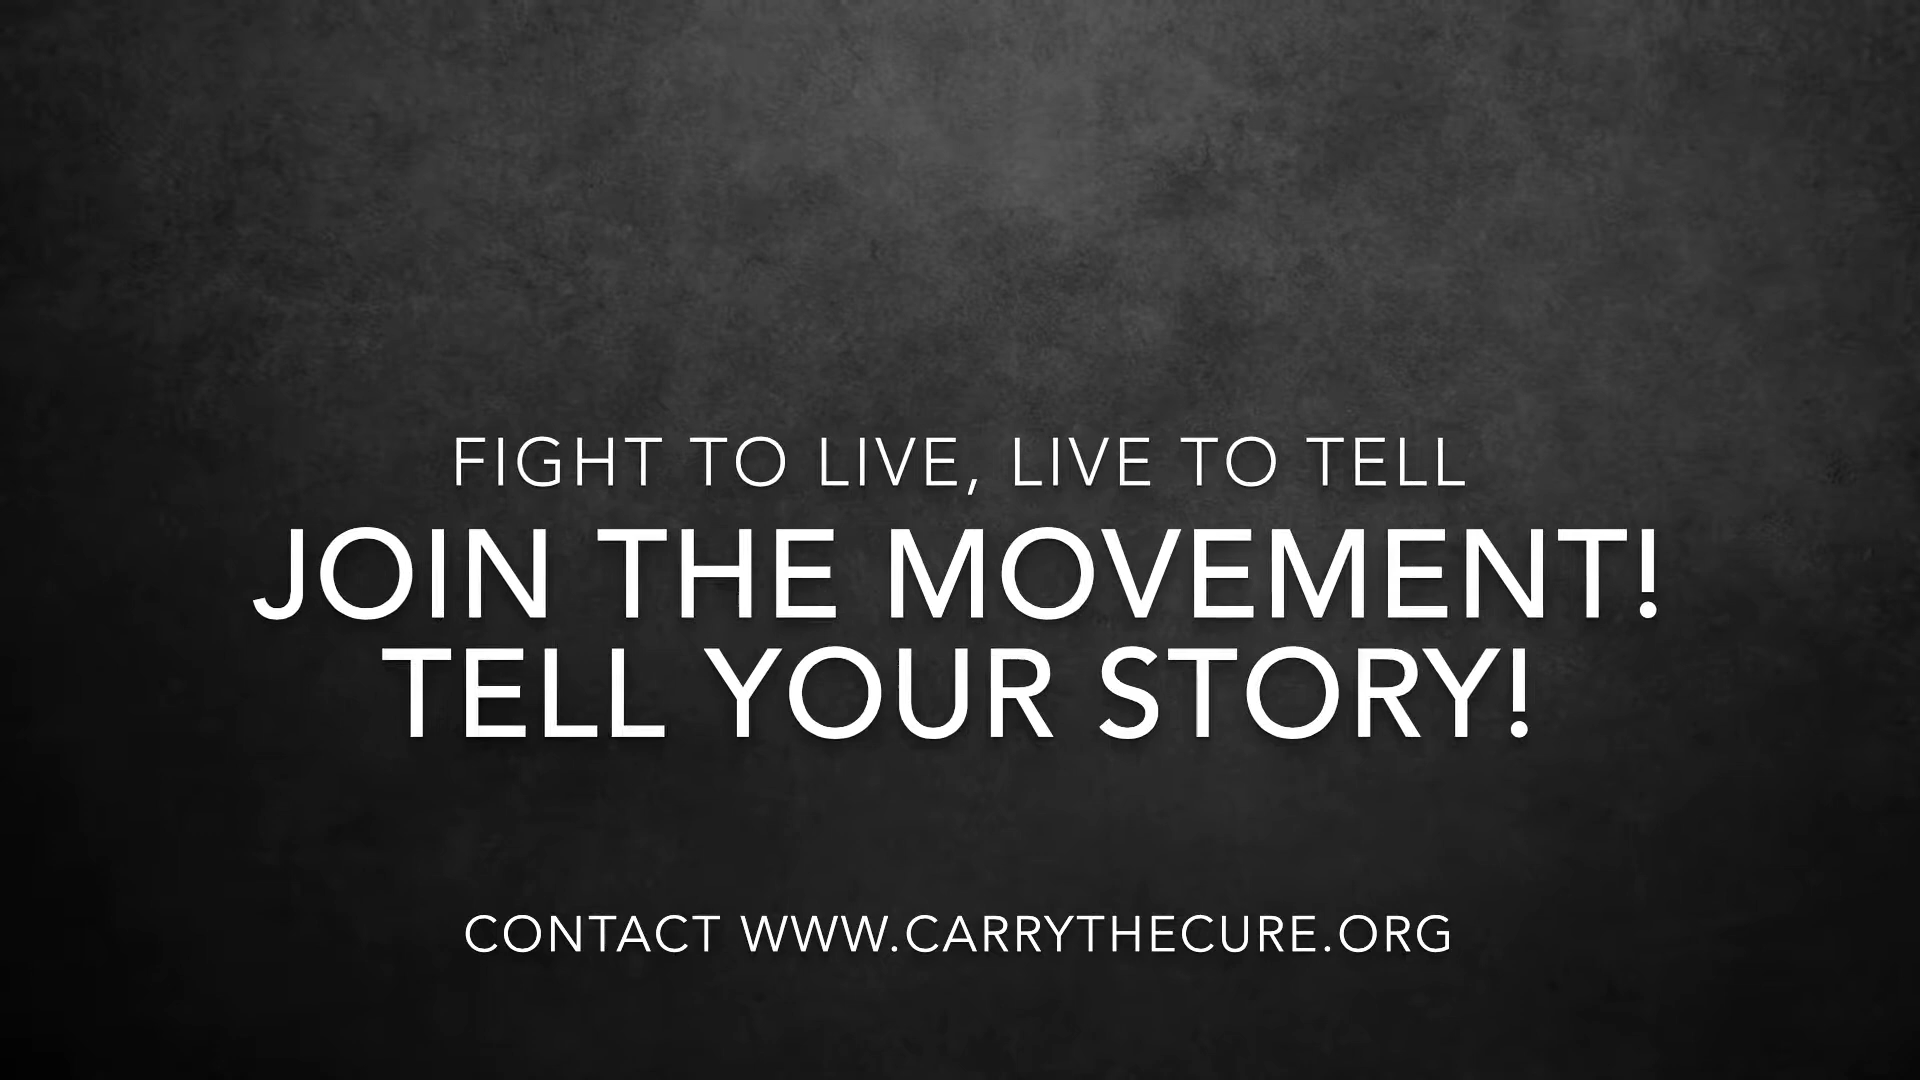 FIGHT TO LIVE, LIVE TO TELL
JOIN THE MOVEMENT!
TELL YOUR STORY!
CONTACT WWW.CARRYTHECURE.ORG